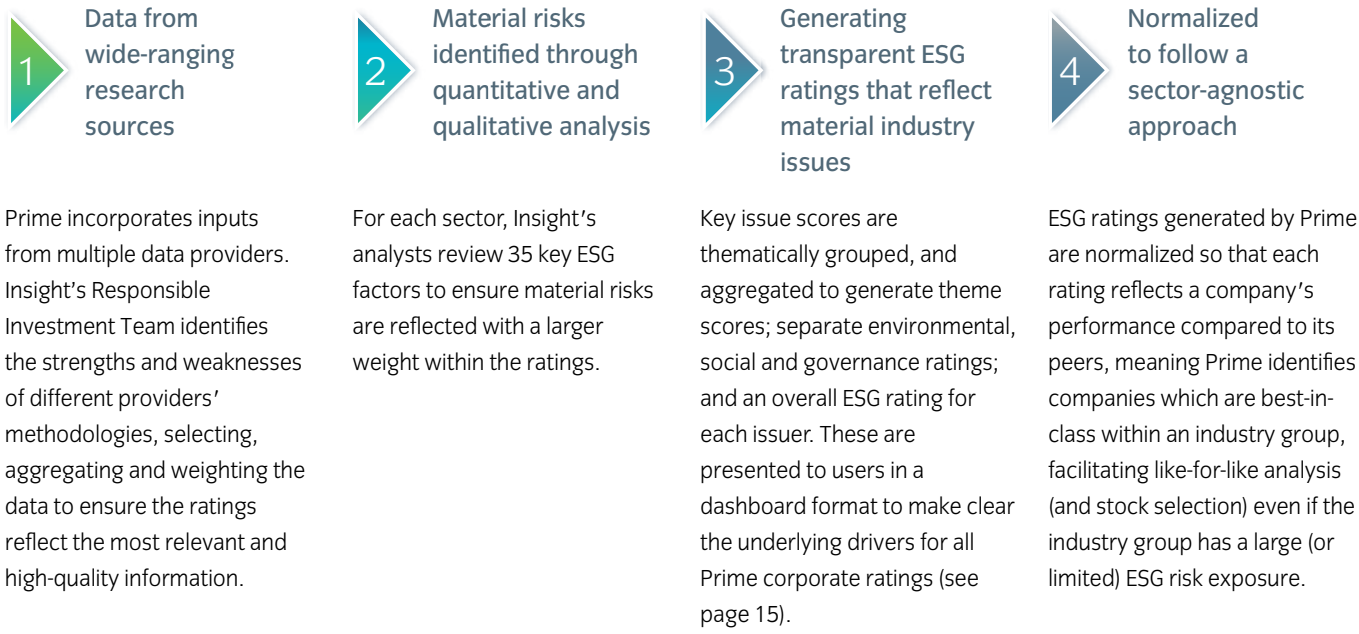 1
Data from
wide-ranging
research
sources
Prime incorporates inputs
from multiple data providers.
Insight's Responsible
Investment Team identifies
the strengths and weaknesses
of different providers'
methodologies, selecting,
aggregating and weighting the
data to ensure the ratings
reflect the most relevant and
high-quality information.
2
Material risks
identified through
quantitative and
qualitative analysis
For each sector, Insight's
analysts review 35 key ESG
factors to ensure material risks
are reflected with a larger
weight within the ratings.
3
Generating
transparent ESG
ratings that reflect
material industry
issues
Key issue scores are
thematically grouped, and
aggregated to generate theme
scores; separate environmental,
social and governance ratings;
and an overall ESG rating for
each issuer. These are
presented to users in a
dashboard format to make clear
the underlying drivers for all
Prime corporate ratings (see
page 15).
4
Normalized
to follow a
sector-agnostic
approach
ESG ratings generated by Prime
are normalized so that each
rating reflects a company's
performance compared to its
peers, meaning Prime identifies
companies which are best-in-
class within an industry group,
facilitating like-for-like analysis
(and stock selection) even if the
industry group has a large (or
limited) ESG risk exposure.